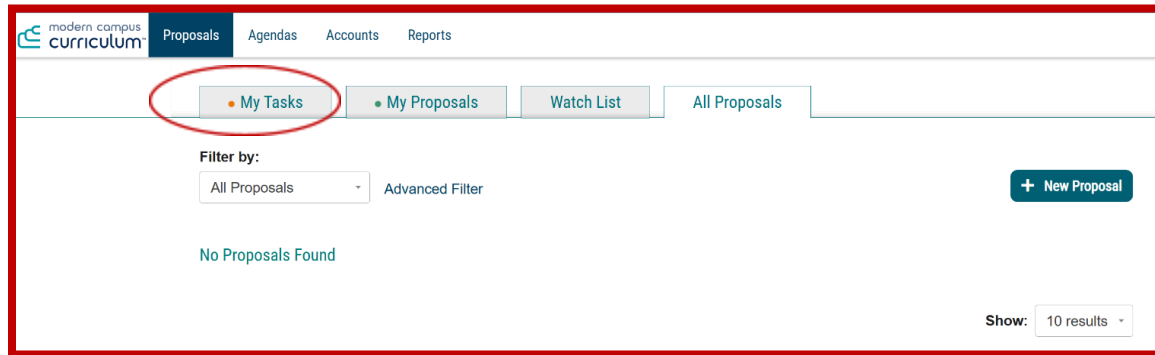 modern campus
curriculum™
Proposals Agendas Accounts Reports
My Tasks My Proposals Watch List All Proposals
Filter by:
All Proposals Advanced Filter
+ New Proposal
No Proposals Found
Show: 10 results